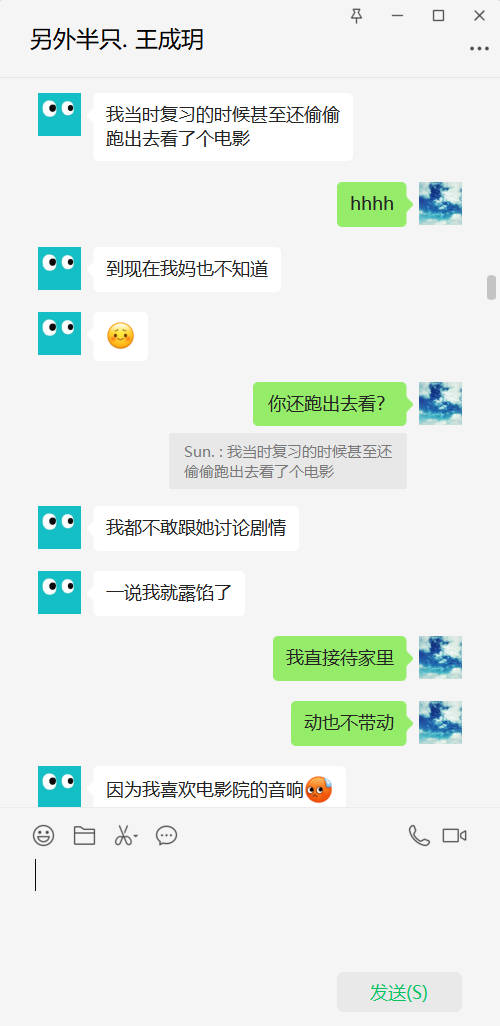 另外半只. 王成玥
我当时复习的时候甚至还偷偷
跑出去看了个电影
hhhh
到现在我妈也不知道
你还跑出去看？
Sun. : 我当时复习的时候甚至还
偷偷跑出去看了个电影
我都不敢跟她讨论剧情
一说我就露馅了
我直接待家里
动也不带动
因为我喜欢电影院的音响
发送(S)